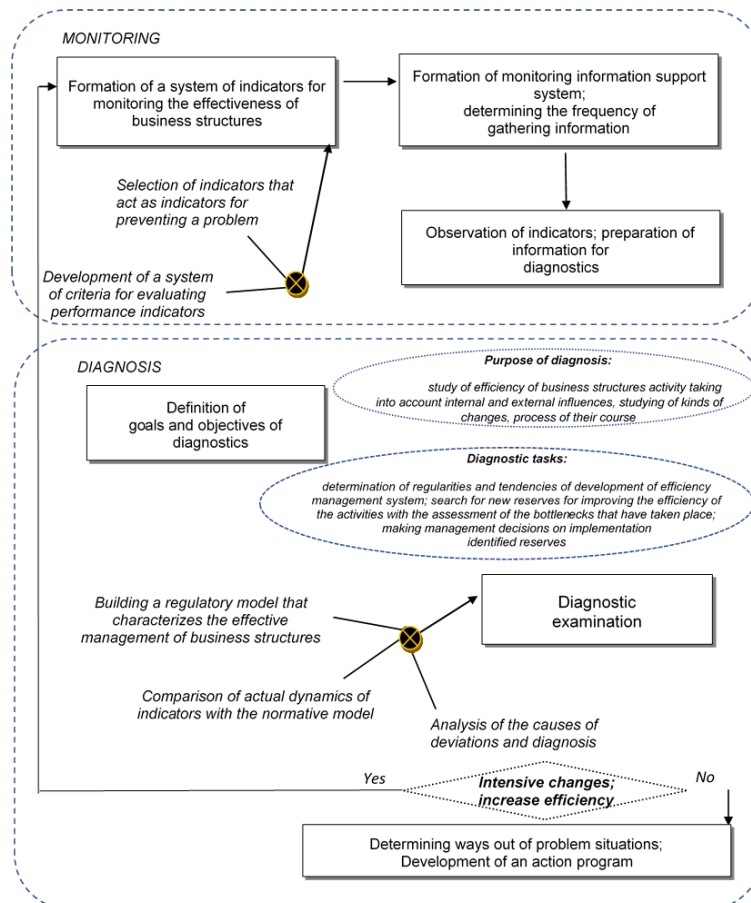 MONITORING
Formation of a system of indicators for
monitoring the effectiveness of
business structures
Formation of monitoring information support
system;
determining the frequency of
gathering information
Selection of indicators that
act as indicators for
preventing a problem
Observation of indicators; preparation of
information for
diagnostics
Development of a system
of criteria for evaluating
performance indicators
DIAGNOSIS
Purpose of diagnosis:
study of efficiency of business structures activity taking
into account internal and external influences, studying of kinds of
changes, process of their course
Definition of
goals and objectives of
diagnostics
Diagnostic tasks:
determination of regularities and tendencies of development of efficiency
management system; search for new reserves for improving the efficiency of
the activities with the assessment of the bottlenecks that have taken place;
making management decisions on implementation
identified reserves
Building a regulatory model that
characterizes the effective
management of business structures
Diagnostic
examination
Comparison of actual dynamics of
indicators with the normative model
Analysis of the causes of
deviations and diagnosis
Yes
Intensive changes;
increase efficiency
No
Determining ways out of problem situations;
Development of an action program